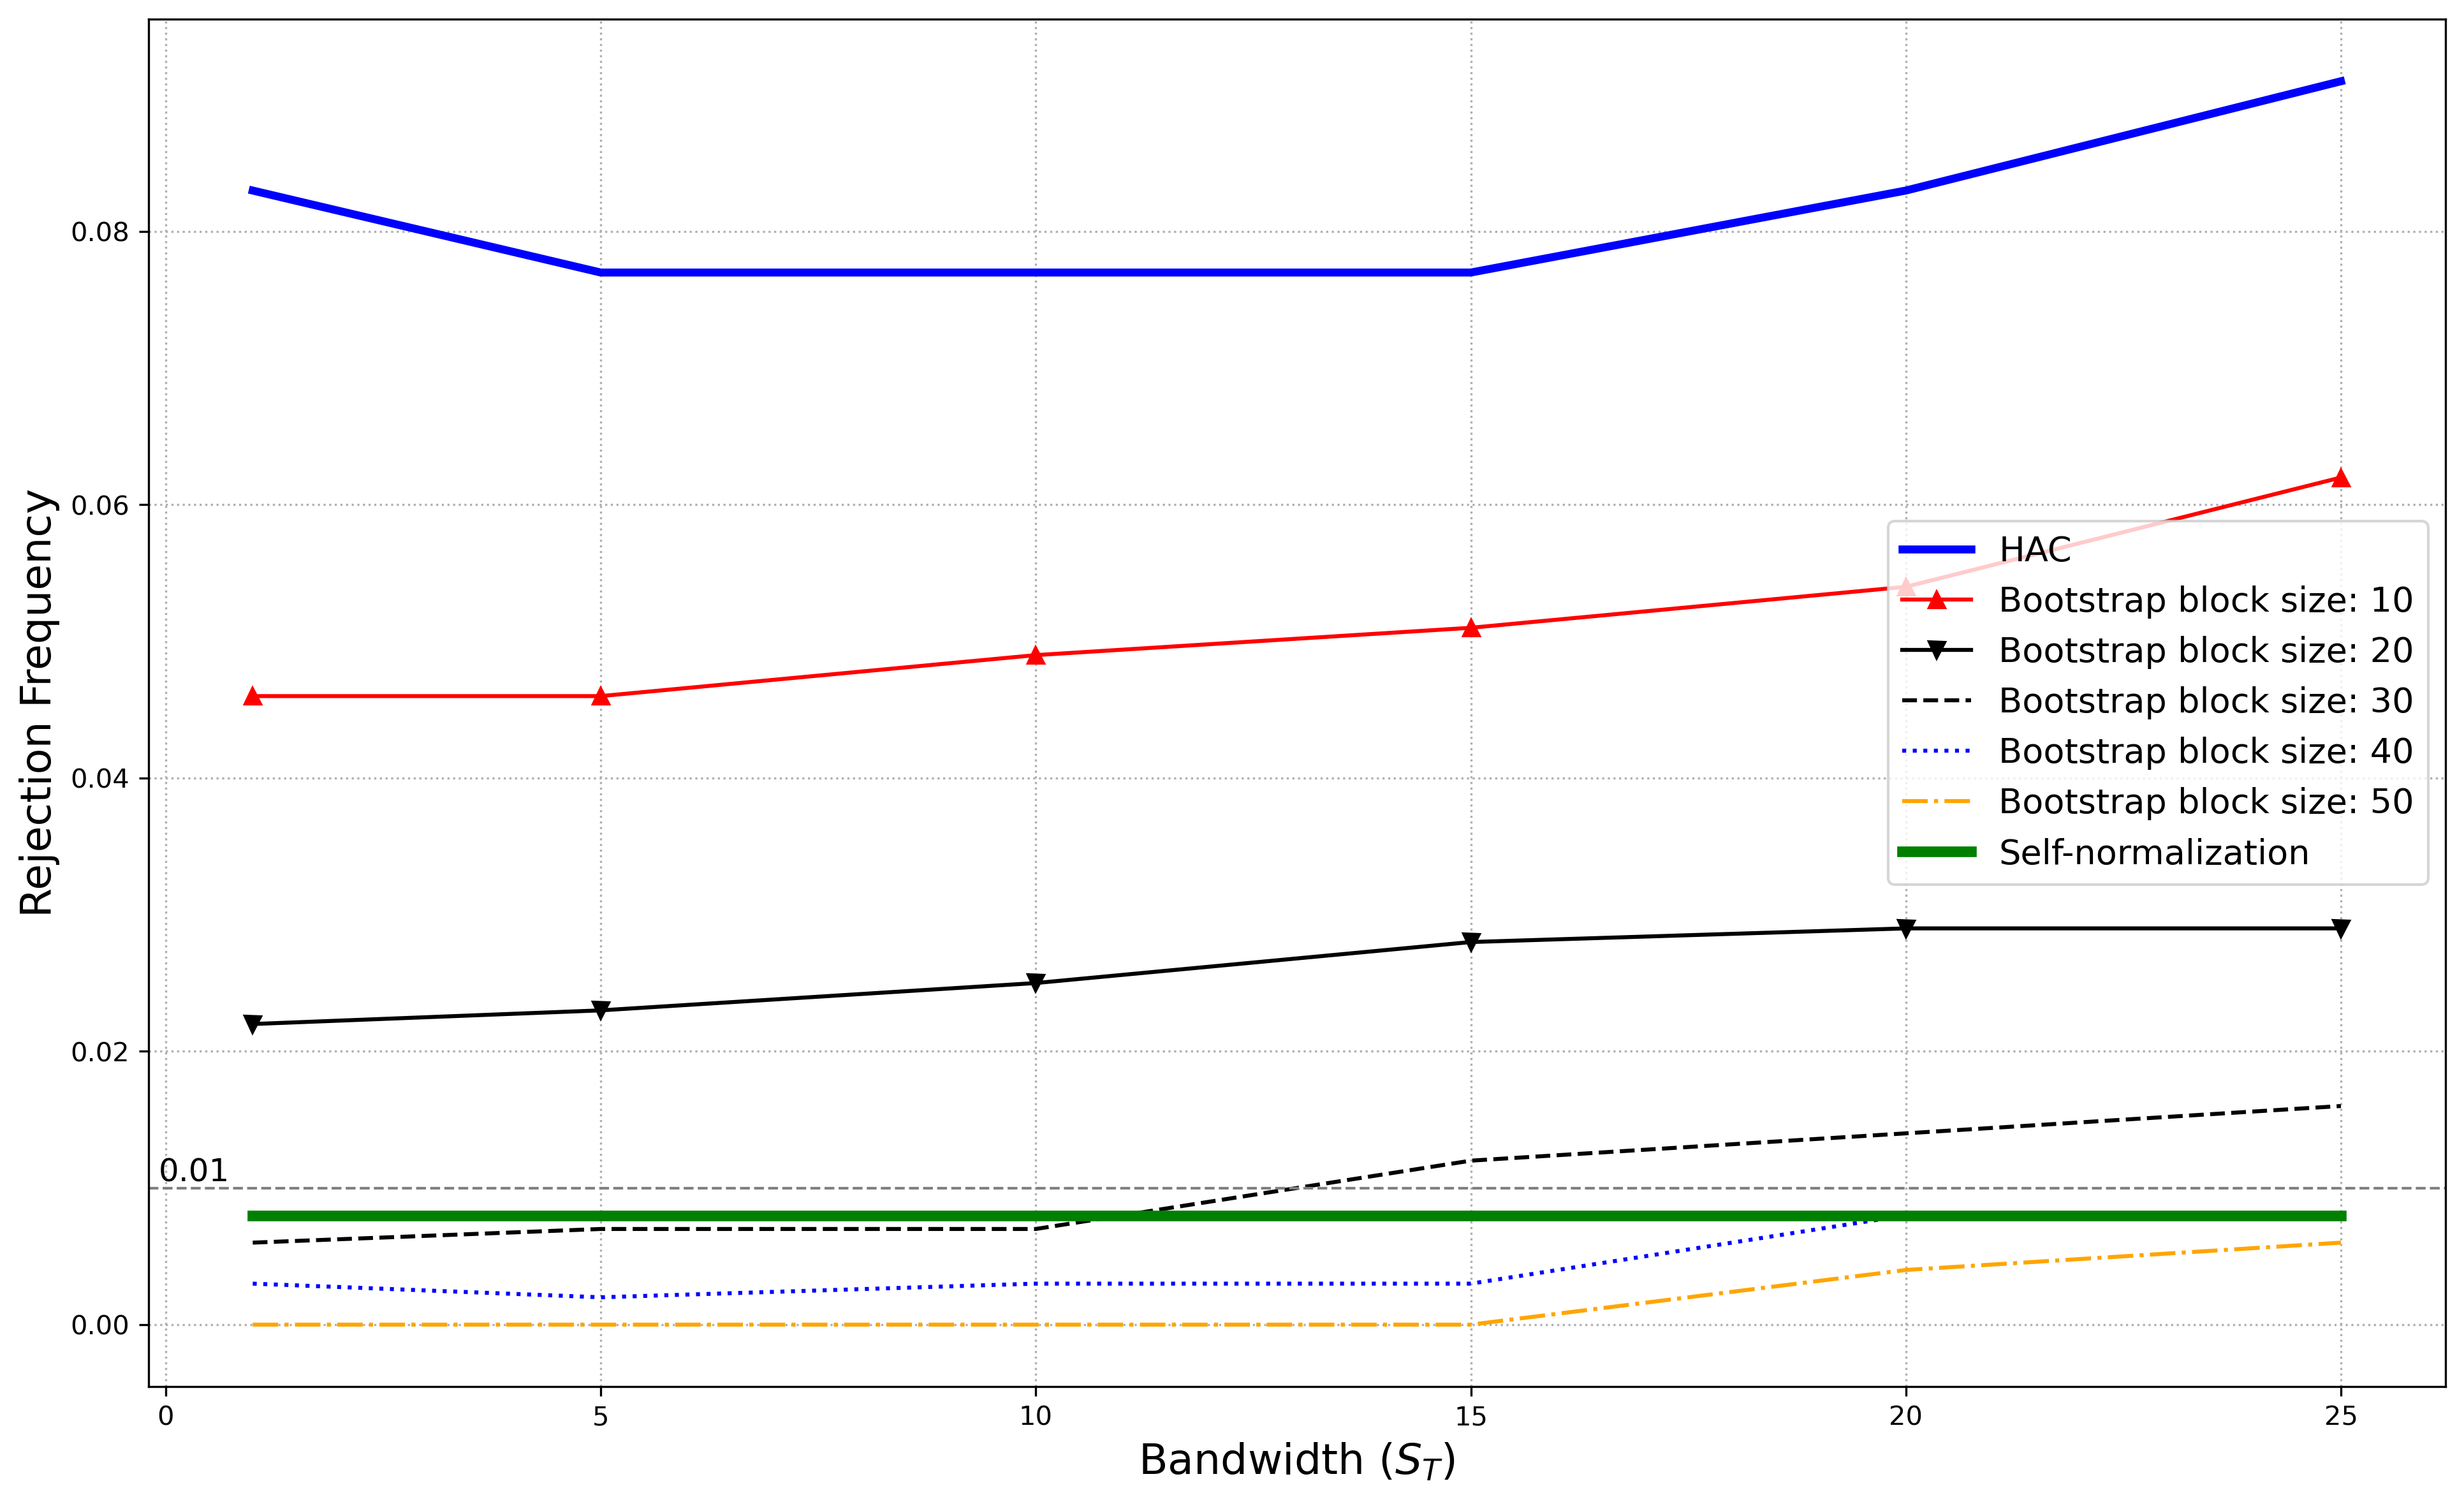 Rejection Frequency
0.08
0.06
0.04
0.02
0.00
0.01
HAC
Bootstrap block size: 10
Bootstrap block size: 20
Bootstrap block size: 30
Bootstrap block size: 40
Bootstrap block size: 50
Self-normalization
0 5 10 15 20 25
Bandwidth (S_T)